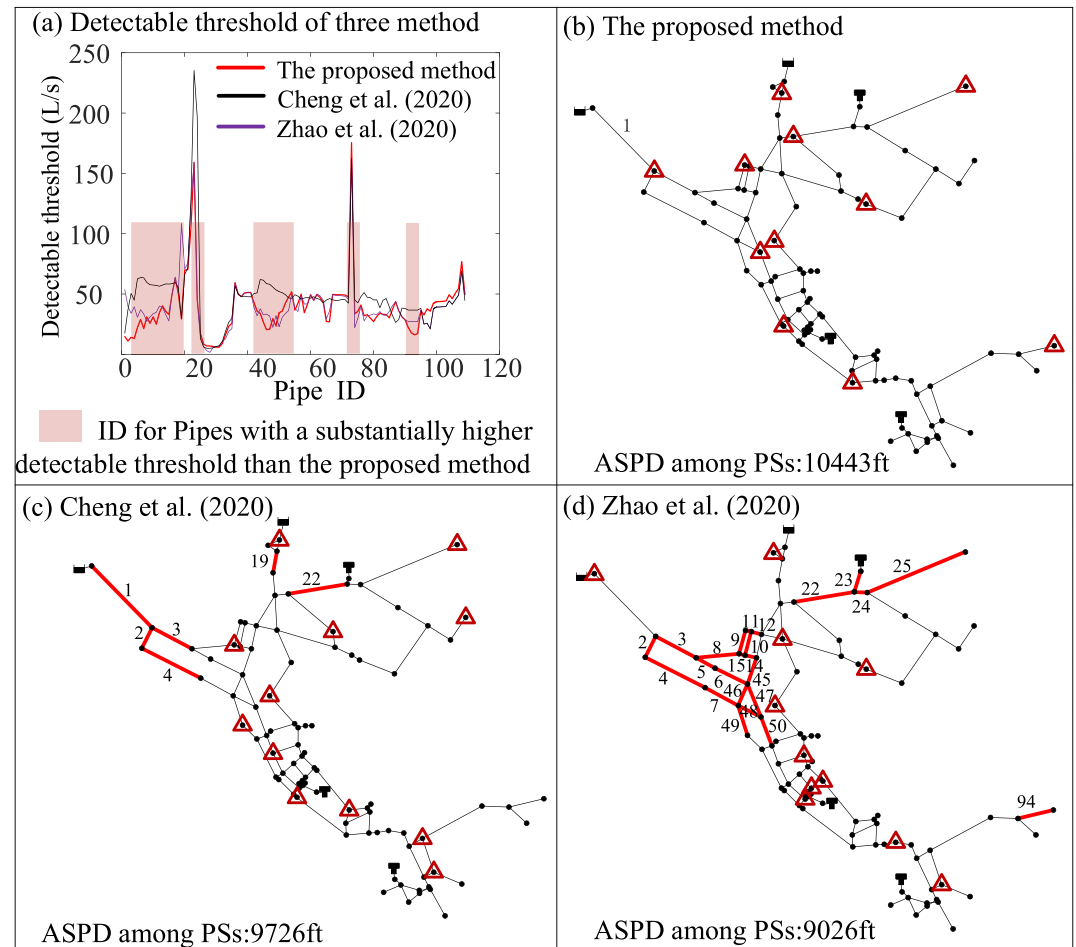 (a) Detectable threshold of three method
250
200
150
100
50
0 20 40 60 80 100 120
Detectable threshold (L/s)
Pipe ID
The proposed method
Cheng et al. (2020)
Zhao et al. (2020)
ID for Pipes with a substantially higher
detectable threshold than the proposed method
(b) The proposed method
1
ASPD among PSs:10443ft
(c) Cheng et al. (2020)
19
22
1
2 3
4
ASPD among PSs:9726ft
(d) Zhao et al. (2020)
25
23
22 24
11 12
2 3 8 9 10
15 14
4 5 6 45
7 46 47
48
49 50
94
ASPD among PSs:9026ft